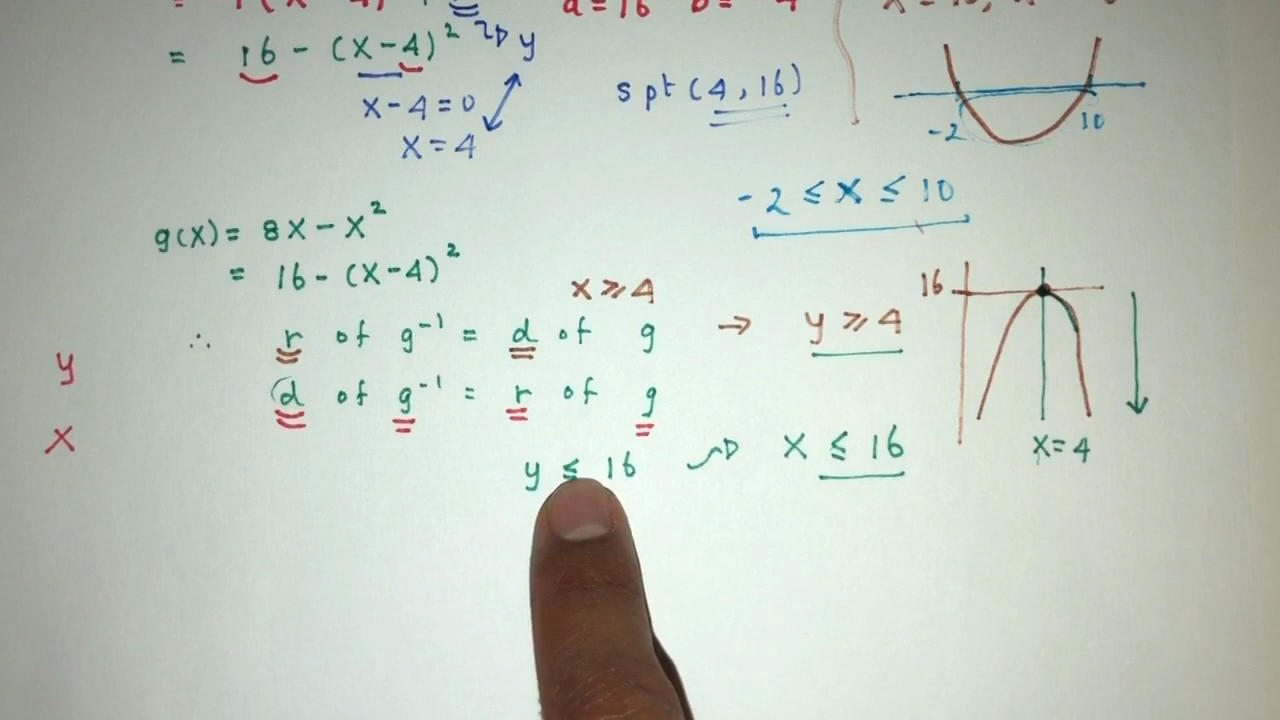 = 16 - (x-4)² → y
x-4=0
x=4
spt (4, 16)
-2 10
-2 ≤ x ≤ 10
g(x) = 8x - x²
= 16 - (x-4)²
x ≥ 4
∴ r of g⁻¹ = d of g → y ≥ 4
y
d of g⁻¹ = r of g
x
y ≤ 16 → x ≤ 16
16
x=4